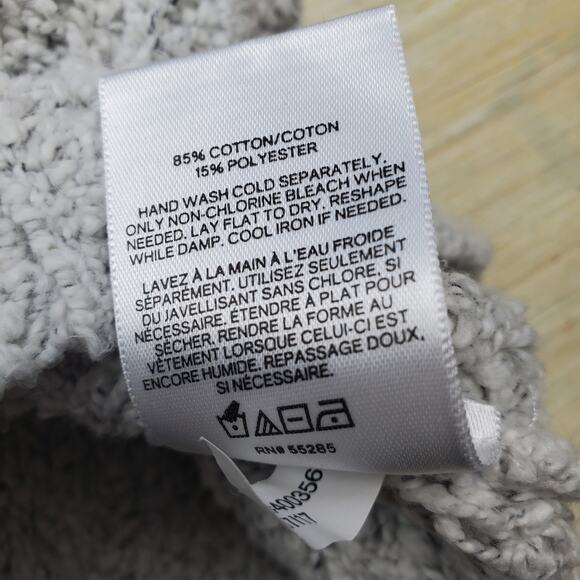 85% COTTON/COTON
15% POLYESTER
HAND WASH COLD SEPARATELY.
ONLY NON-CHLORINE BLEACH WHEN
NEEDED. LAY FLAT TO DRY, RESHAPE
WHILE DAMP. COOL IRON IF NEEDED.
LAVEZ À LA MAIN À L'EAU FROIDE
SÉPARÉMENT. UTILISEZ SEULEMENT
DU JAVELLISANT SANS CHLORE, SI
NÉCESSAIRE. ÉTENDRE À PLAT POUR
SÉCHER, RENDRE LA FORME AU
VÊTEMENT LORSQUE CELUI-CI EST
ENCORE HUMIDE. REPASSAGE DOUX,
SI NÉCESSAIRE.
RN# 55285
400356
7117